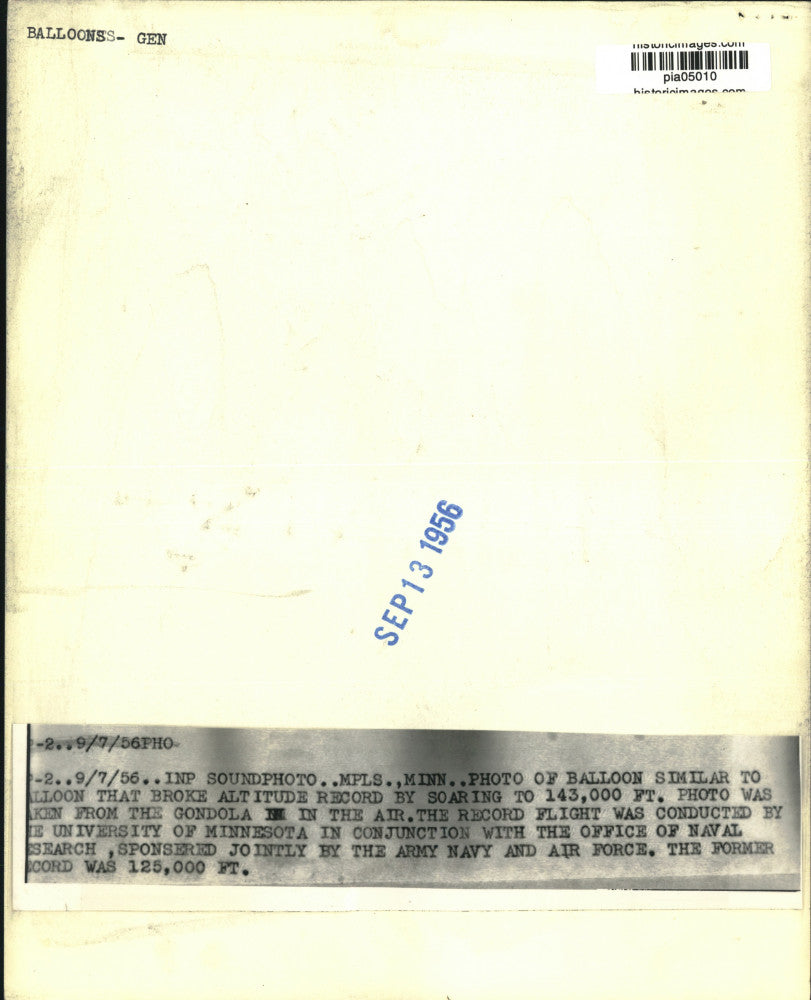 BALLOONSS- GEN
historicimages.com
pia05010
historicimages.com
SEP 13 1956
-2..9/7/56PHO
-2..9/7/56..INP SOUNDPHOTO..MPLS.,MINN..PHOTO OF BALLOON SIMILAR TO
LLOON THAT BROKE ALTITUDE RECORD BY SOARING TO 143,000 FT. PHOTO WAS
KEN FROM THE GONDOLA IN THE AIR.THE RECORD FLIGHT WAS CONDUCTED BY
E UNIVERSITY OF MINNESOTA IN CONJUNCTION WITH THE OFFICE OF NAVAL
SEARCH ,SPONSERED JOINTLY BY THE ARMY NAVY AND AIR FORCE. THE FORMER
CORD WAS 125,000 FT.